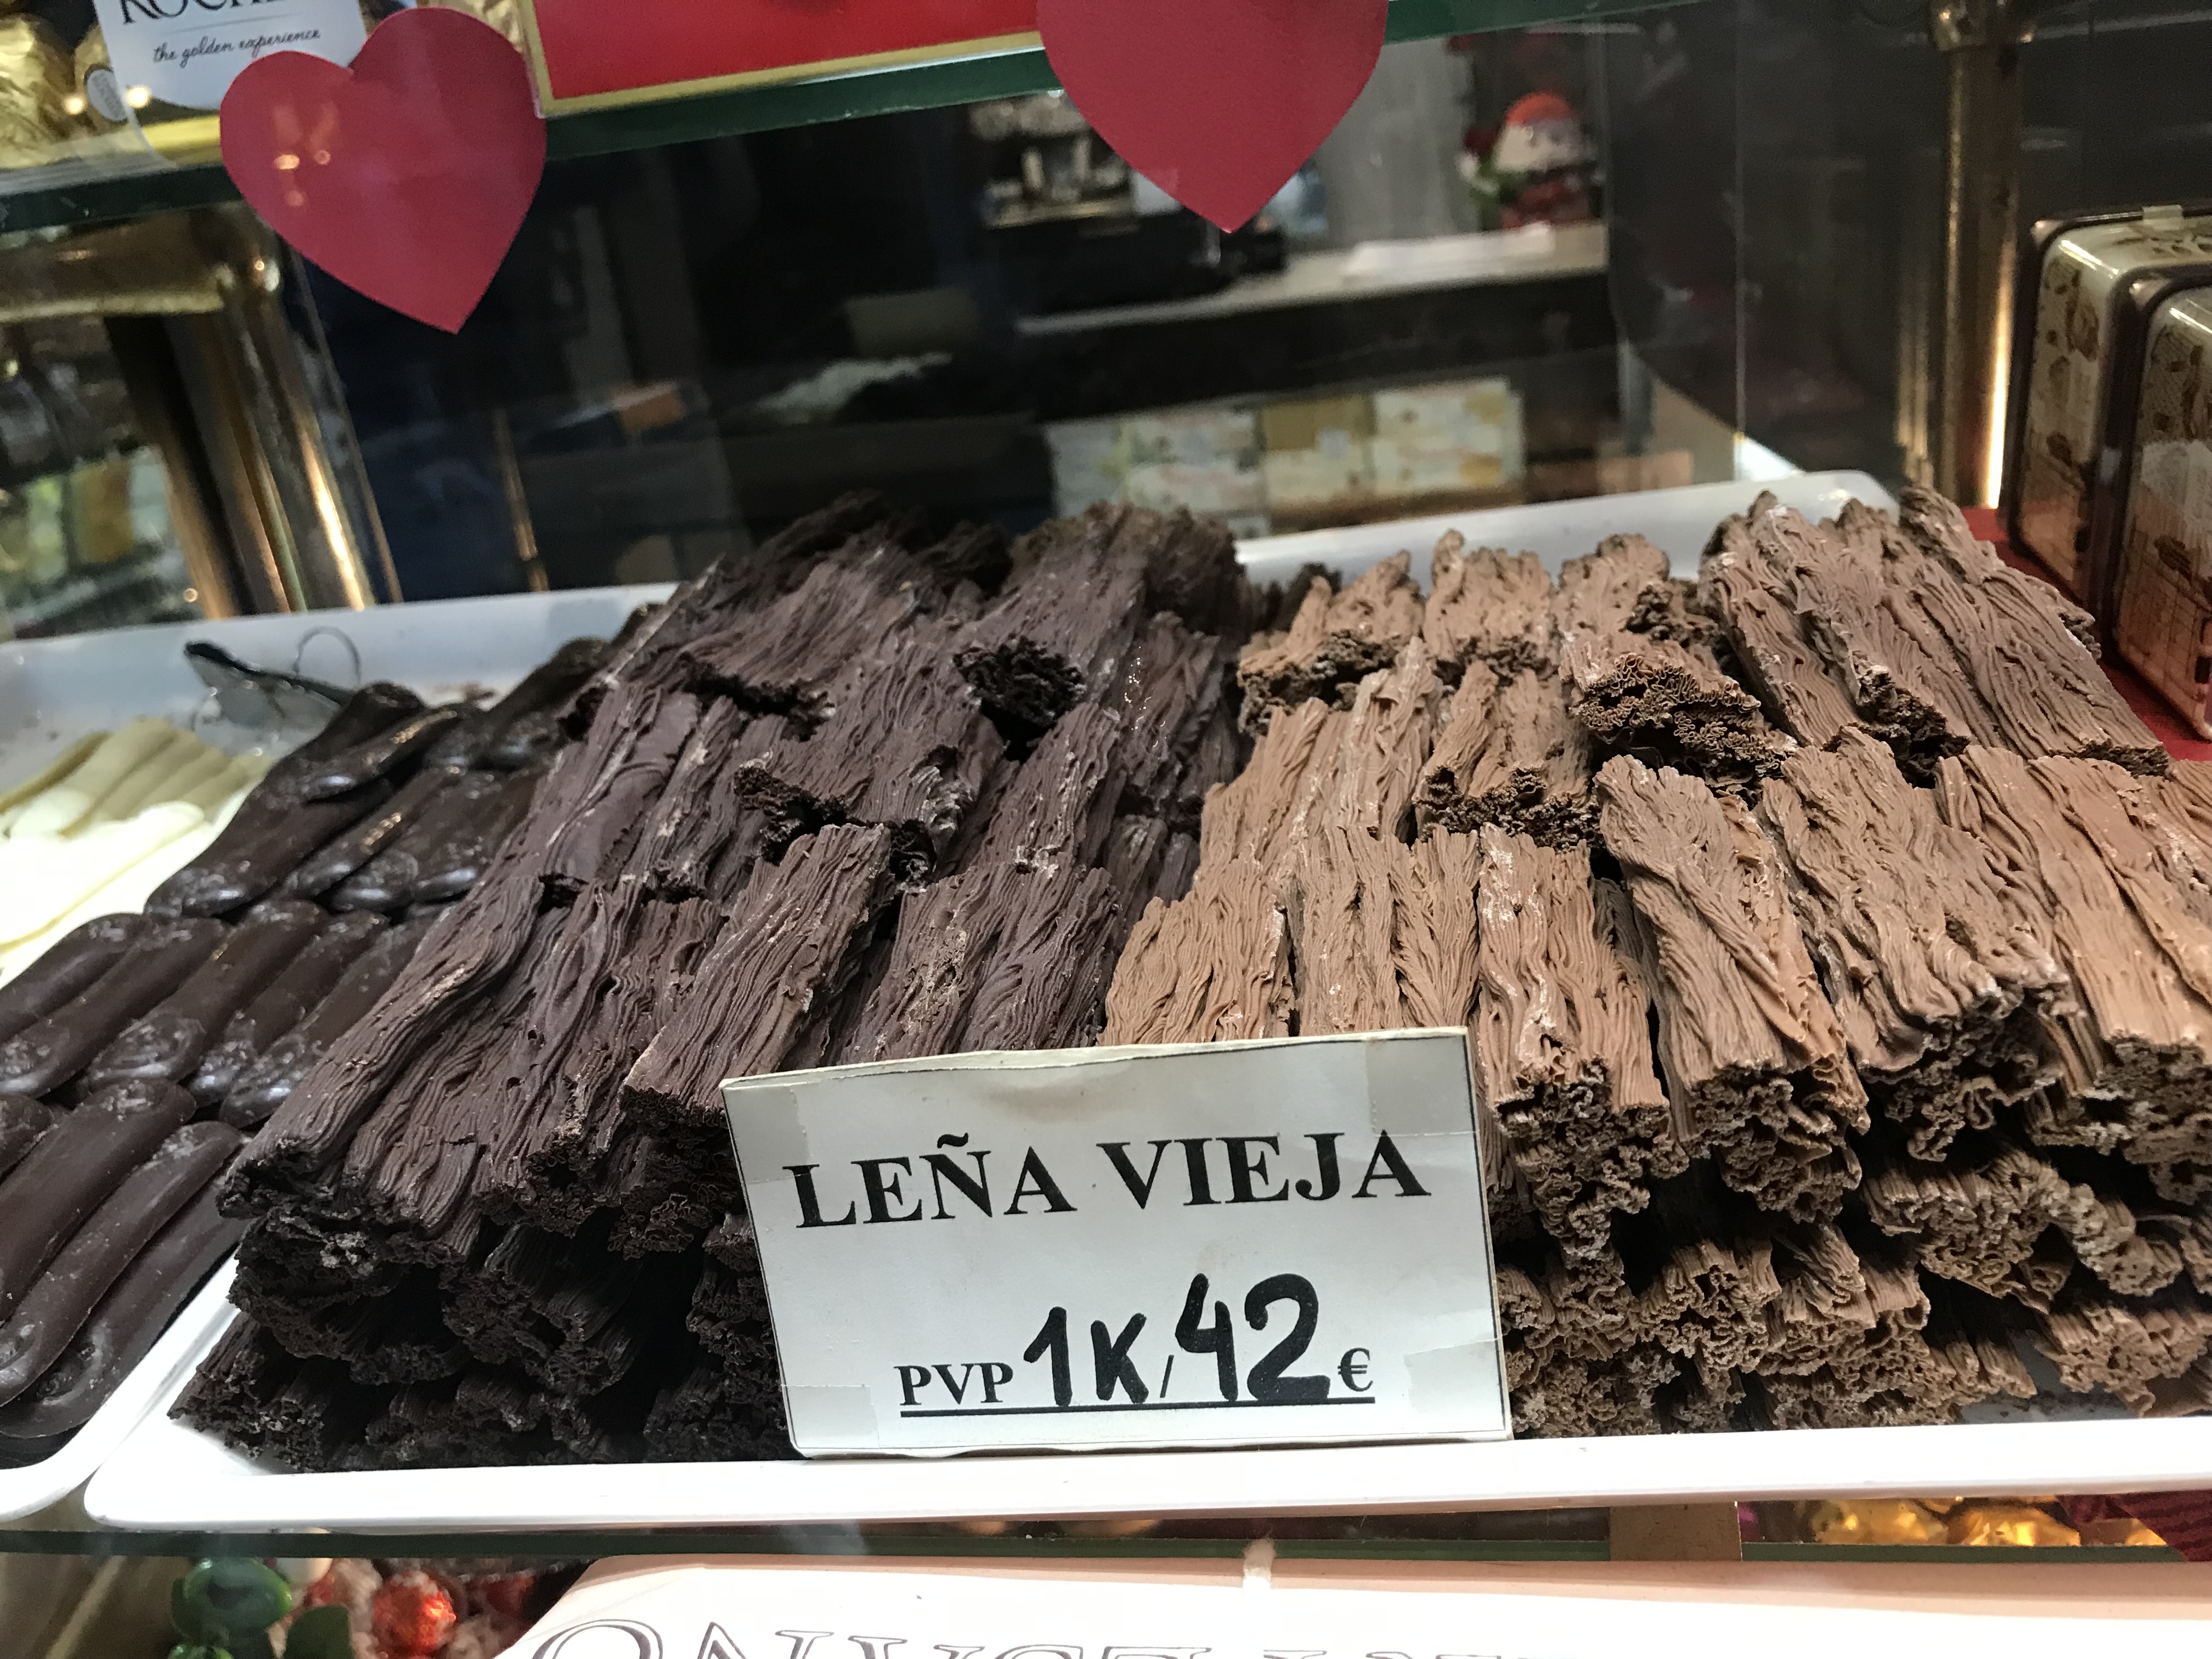 the golden experience
LEÑA VIEJA
PVP 1K/42€